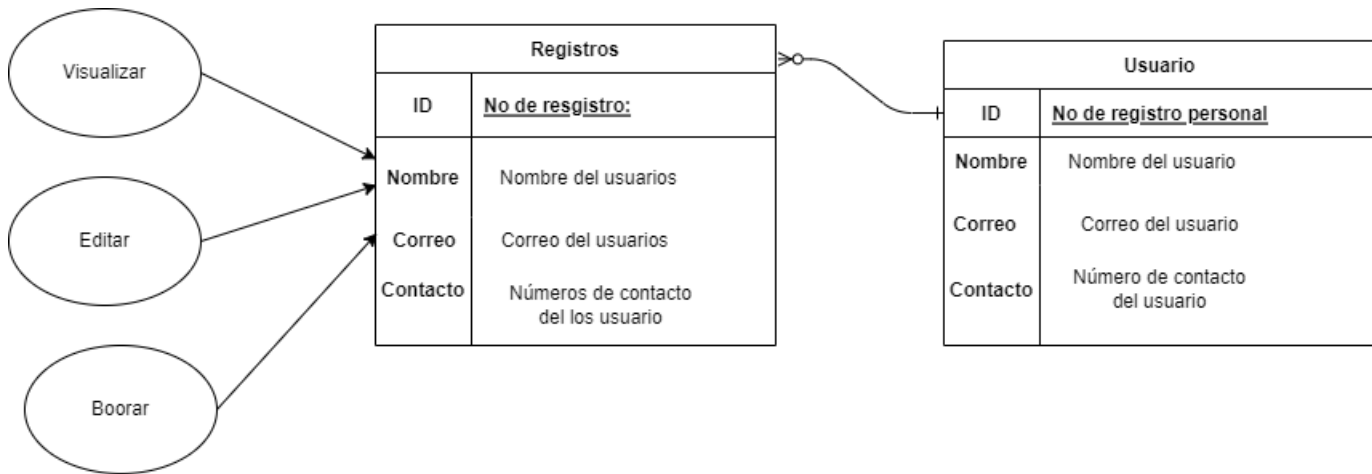 Visualizar
Editar
Boorar
Registros
ID No de resgistro:
Nombre Nombre del usuarios
Correo Correo del usuarios
Contacto Números de contacto
del los usuario
Usuario
ID No de registro personal
Nombre Nombre del usuario
Correo Correo del usuario
Contacto Número de contacto
del usuario